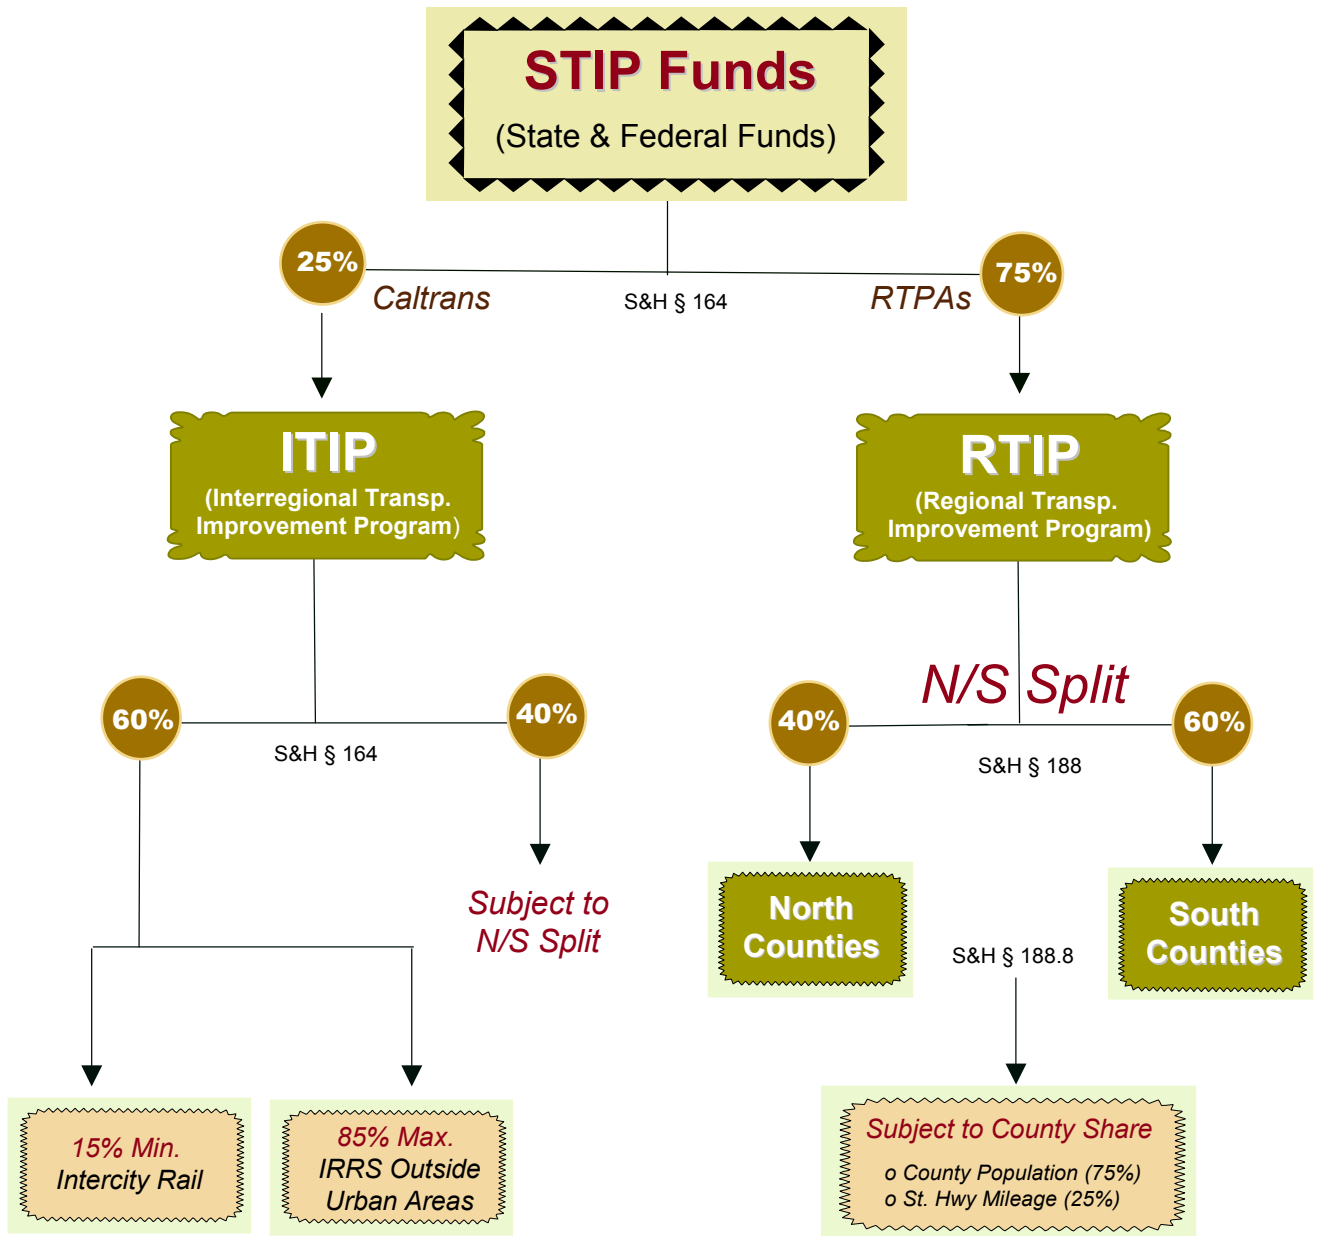 STIP Funds
(State & Federal Funds)
25%
75%
Caltrans
S&H § 164
RTPAs
ITIP
(Interregional Transp.
Improvement Program)
RTIP
(Regional Transp.
Improvement Program)
60%
40%
S&H § 164
N/S Split
40%
60%
S&H § 188
Subject to
N/S Split
North
Counties
South
Counties
S&H § 188.8
15% Min.
Intercity Rail
85% Max.
IRRS Outside
Urban Areas
Subject to County Share
o County Population (75%)
o St. Hwy Mileage (25%)